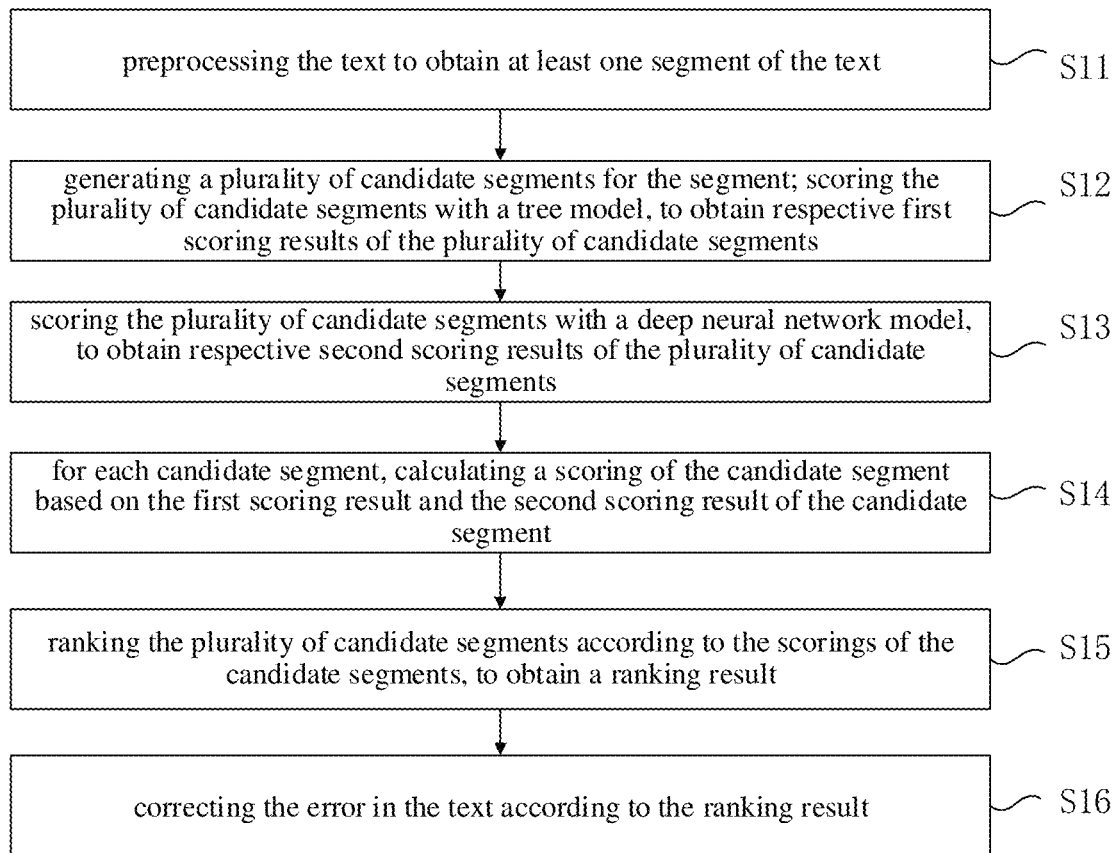 preprocessing the text to obtain at least one segment of the text
S11
generating a plurality of candidate segments for the segment; scoring the
plurality of candidate segments with a tree model, to obtain respective first
scoring results of the plurality of candidate segments
S12
scoring the plurality of candidate segments with a deep neural network model,
to obtain respective second scoring results of the plurality of candidate
segments
S13
for each candidate segment, calculating a scoring of the candidate segment
based on the first scoring result and the second scoring result of the candidate
segment
S14
ranking the plurality of candidate segments according to the scorings of the
candidate segments, to obtain a ranking result
S15
correcting the error in the text according to the ranking result
S16